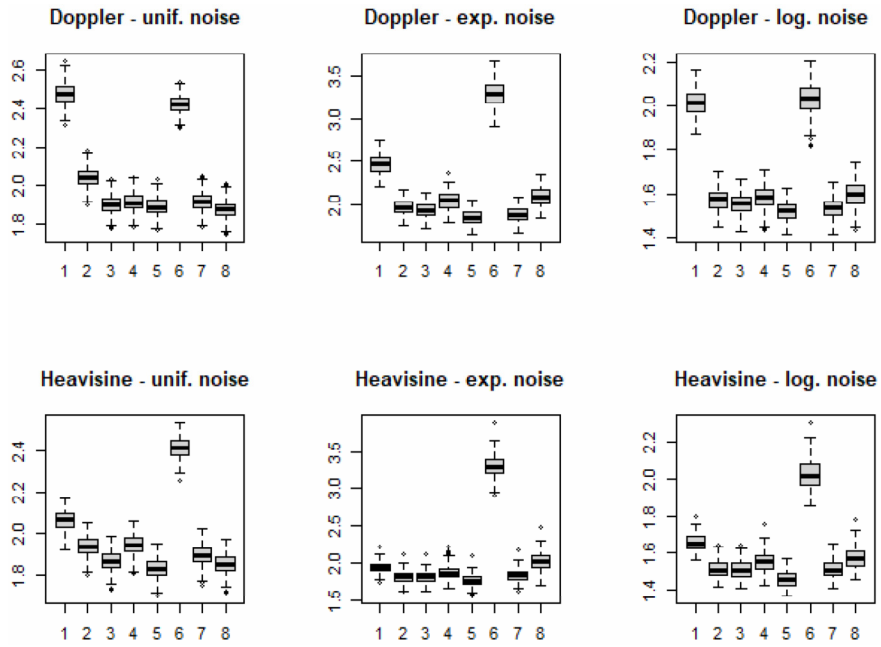 Doppler - unif. noise
Doppler - exp. noise
Doppler - log. noise
2.6
2.4
2.2
2.0
1.8
3.5
3.0
2.5
2.0
2.2
2.0
1.8
1.6
1.4
1 2 3 4 5 6 7 8
1 2 3 4 5 6 7 8
1 2 3 4 5 6 7 8
Heavisine - unif. noise
Heavisine - exp. noise
Heavisine - log. noise
2.4
2.2
2.0
1.8
3.5
3.0
2.5
2.0
1.5
2.2
2.0
1.8
1.6
1.4
1 2 3 4 5 6 7 8
1 2 3 4 5 6 7 8
1 2 3 4 5 6 7 8